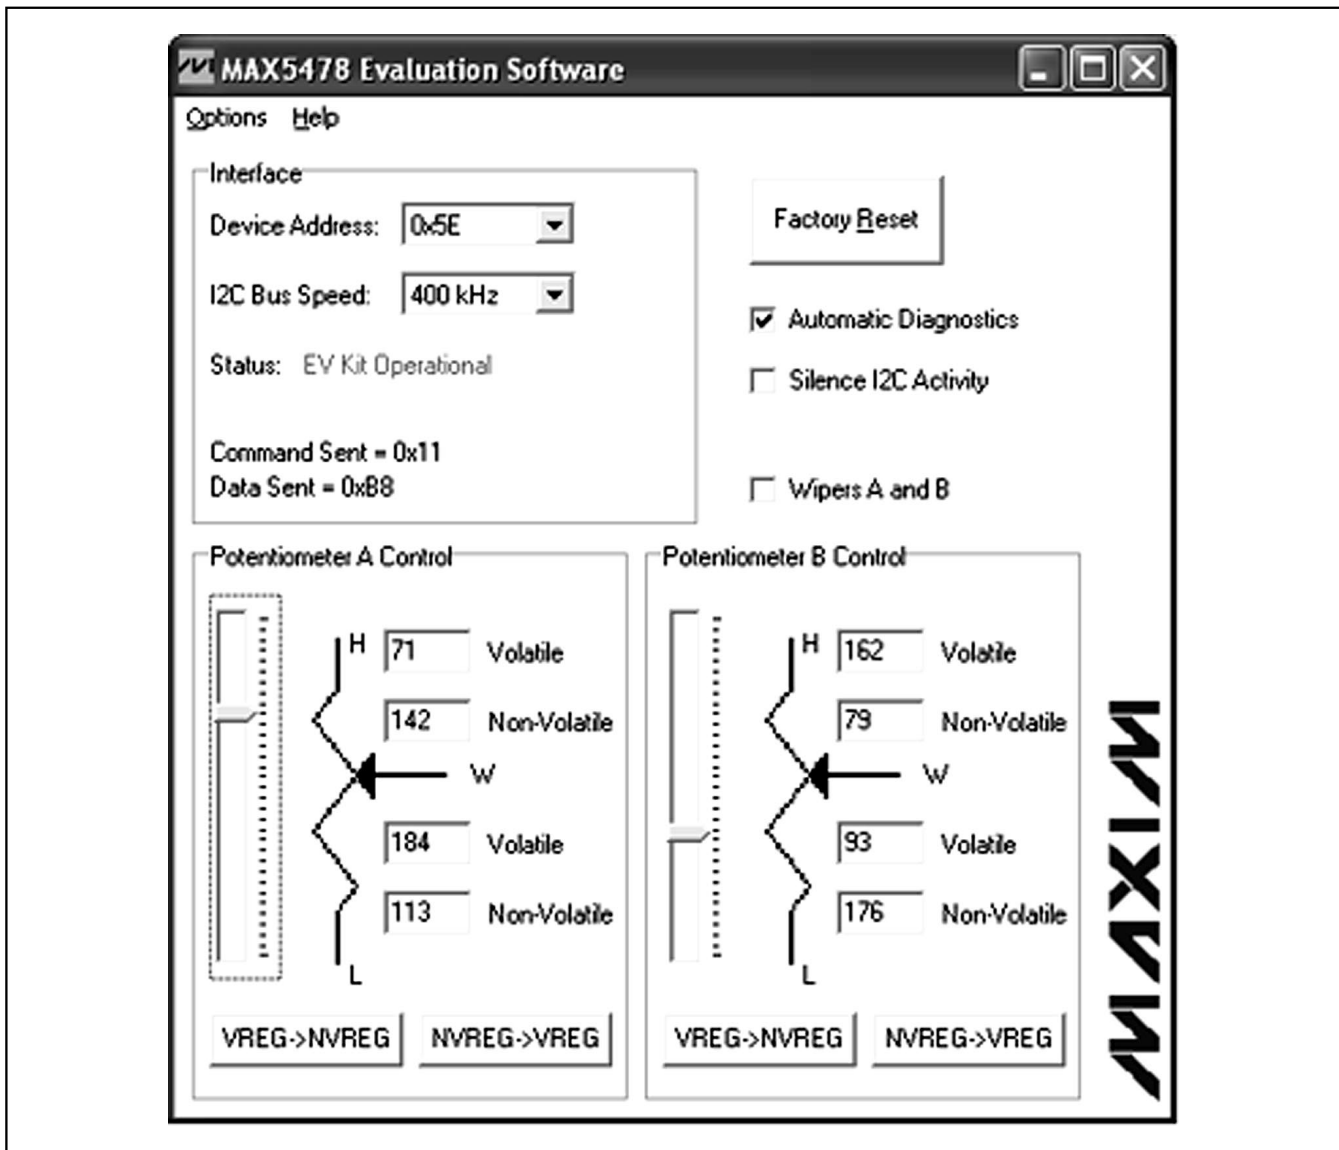 MAX5478 Evaluation Software
Options Help
Interface
Device Address: 0x5E
I2C Bus Speed: 400 kHz
Status: EV Kit Operational
Command Sent = 0x11
Data Sent = 0xB8
Factory Reset
Automatic Diagnostics
Silence I2C Activity
Wipers A and B
Potentiometer A Control
H 71 Volatile
142 Non-Volatile
W
184 Volatile
113 Non-Volatile
L
VREG->NVREG NVREG->VREG
Potentiometer B Control
H 162 Volatile
79 Non-Volatile
W
93 Volatile
176 Non-Volatile
L
VREG->NVREG NVREG->VREG
MAXIM